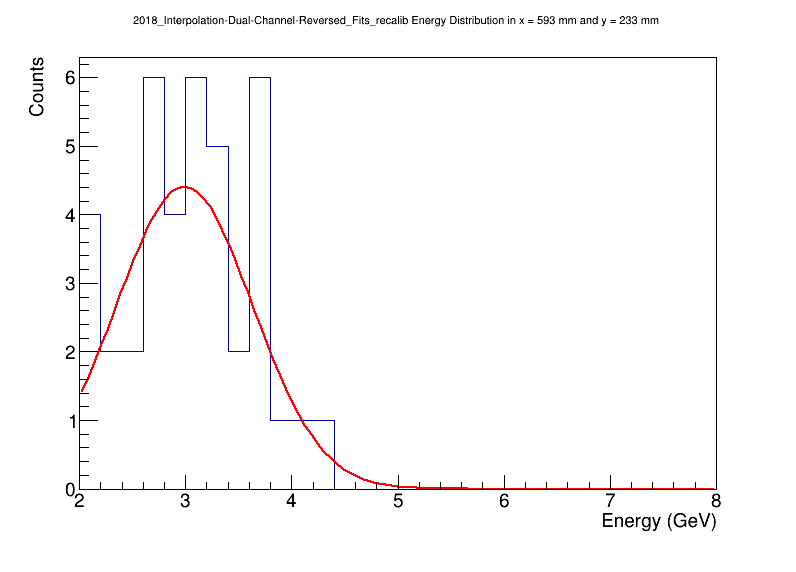 2018_Interpolation-Dual-Channel-Reversed_Fits_recalib Energy Distribution in x = 593 mm and y = 233 mm
Counts
6
5
4
3
2
1
0
2 3 4 5 6 7 8
Energy (GeV)